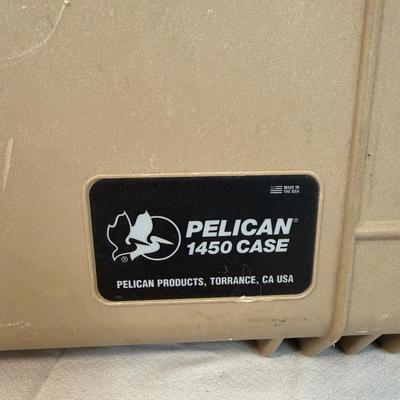 MADE IN
THE USA
PELICAN®
1450 CASE
®
PELICAN PRODUCTS, TORRANCE, CA USA